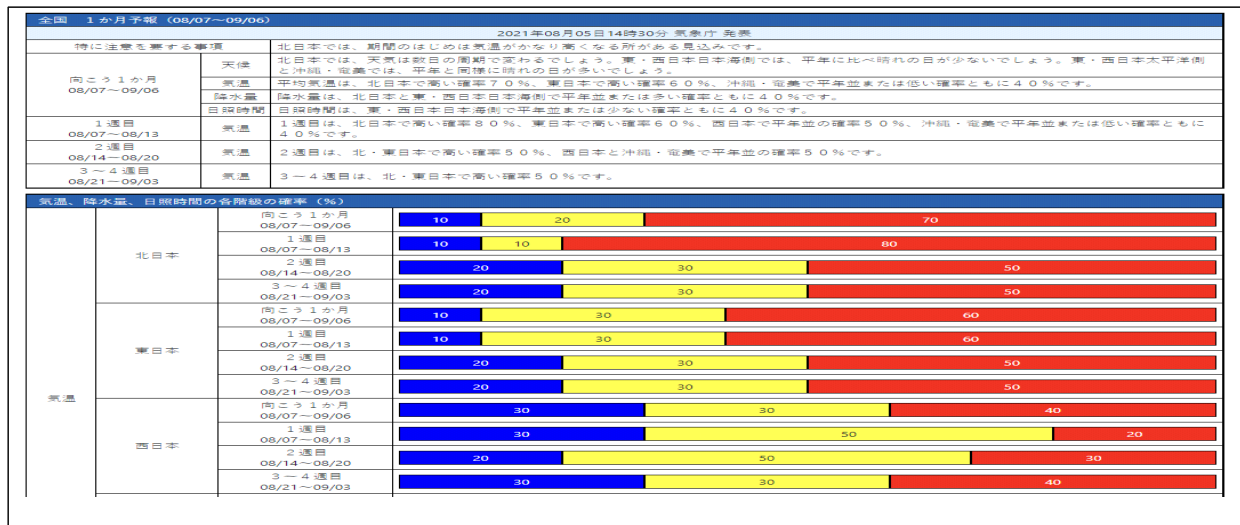 全国　１か月予報（08/07～09/06）
2021年08月05日14時30分 気象庁 発表
特に注意を要する事項
北日本では、期間のはじめは気温がかなり高くなる所がある見込みです。
向こう１か月
08/07～09/06
天候
北日本では、天気は数日の周期で変わるでしょう。東・西日本日本海側では、平年に比べ晴れの日が少ないでしょう。東・西日本太平洋側
と沖縄・奄美では、平年と同様に晴れの日が多いでしょう。
気温
平均気温は、北日本で高い確率７０％、東日本で高い確率６０％、沖縄・奄美で平年並または低い確率ともに４０％です。
降水量
降水量は、北日本と東・西日本日本海側で平年並または多い確率ともに４０％です。
日照時間
日照時間は、東・西日本日本海側で平年並または少ない確率ともに４０％です。
１週目
08/07～08/13
気温
１週目は、北日本で高い確率８０％、東日本で高い確率６０％、西日本で平年並の確率５０％、沖縄・奄美で平年並または低い確率ともに
４０％です。
２週目
08/14～08/20
気温
２週目は、北・東日本で高い確率５０％、西日本と沖縄・奄美で平年並の確率５０％です。
３～４週目
08/21～09/03
気温
３～４週目は、北・東日本で高い確率５０％です。
気温、降水量、日照時間の各階級の確率（%）
気温
北日本
向こう１か月
08/07～09/06
10 20 70
１週目
08/07～08/13
10 10 80
２週目
08/14～08/20
20 30 50
３～４週目
08/21～09/03
20 30 50
東日本
向こう１か月
08/07～09/06
10 30 60
１週目
08/07～08/13
10 30 60
２週目
08/14～08/20
20 30 50
３～４週目
08/21～09/03
20 30 50
西日本
向こう１か月
08/07～09/06
30 30 40
１週目
08/07～08/13
30 50 20
２週目
08/14～08/20
20 50 30
３～４週目
08/21～09/03
30 30 40